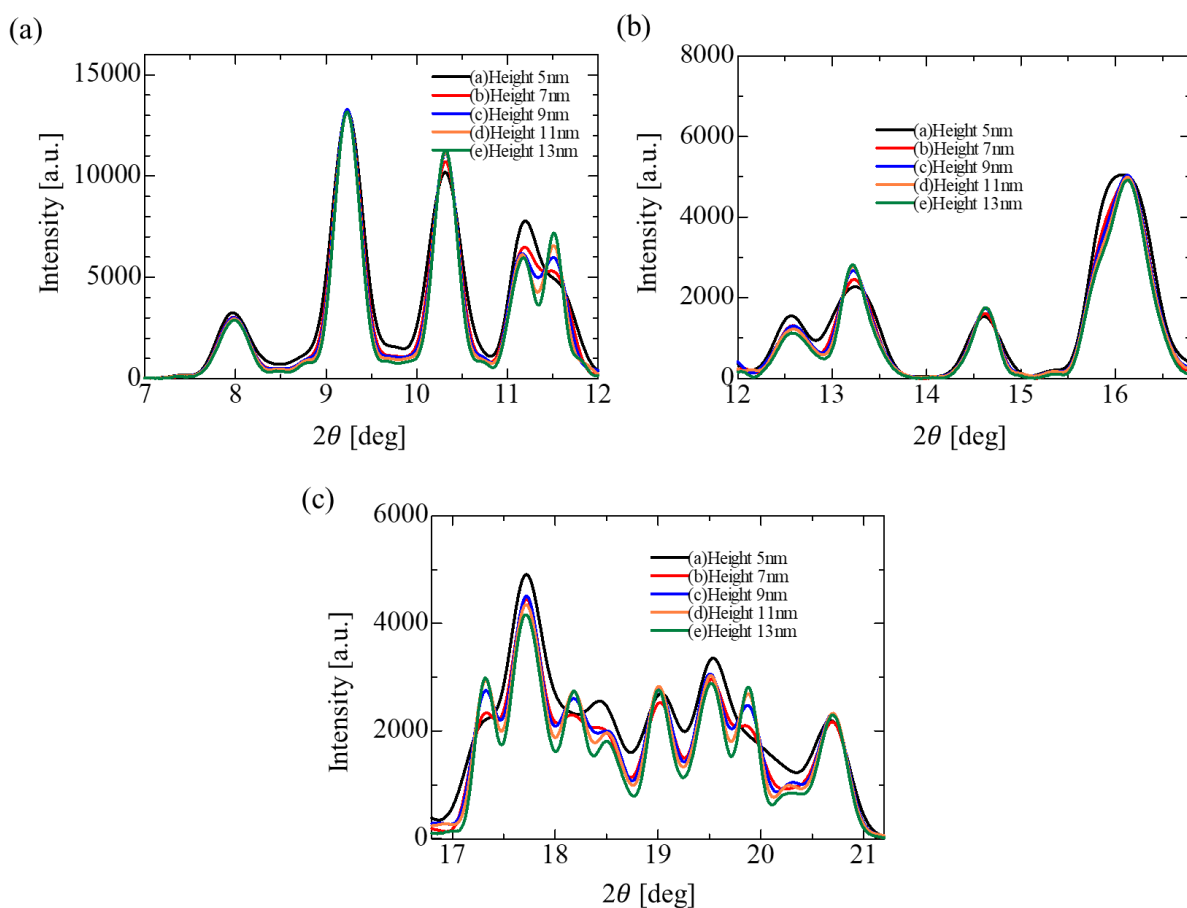 (a)
15000
10000
5000
0
Intensity [a.u.]
(a)Height 5nm
(b)Height 7nm
(c)Height 9nm
(d)Height 11nm
(e)Height 13nm
7 8 9 10 11 12
2θ [deg]
(b)
8000
6000
4000
2000
0
Intensity [a.u.]
(a)Height 5nm
(b)Height 7nm
(c)Height 9nm
(d)Height 11nm
(e)Height 13nm
12 13 14 15 16
2θ [deg]
(c)
6000
4000
2000
0
Intensity [a.u.]
(a)Height 5nm
(b)Height 7nm
(c)Height 9nm
(d)Height 11nm
(e)Height 13nm
17 18 19 20 21
2θ [deg]